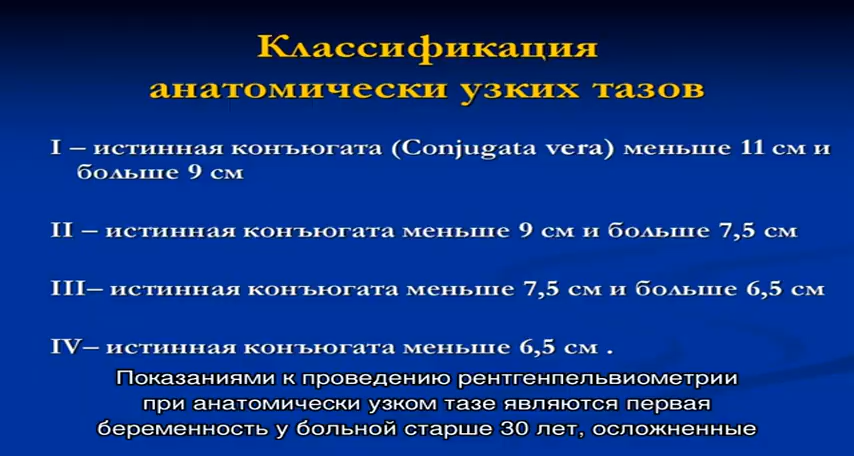 Классификация
анатомически узких тазов
I – истинная конъюгата (Conjugata vera) меньше 11 см и
больше 9 см
II – истинная конъюгата меньше 9 см и больше 7,5 см
III– истинная конъюгата меньше 7,5 см и больше 6,5 см
IV– истинная конъюгата меньше 6,5 см .
Показаниями к проведению рентгенпельвиометрии
при анатомически узком тазе являются первая
беременность у больной старше 30 лет, осложненные